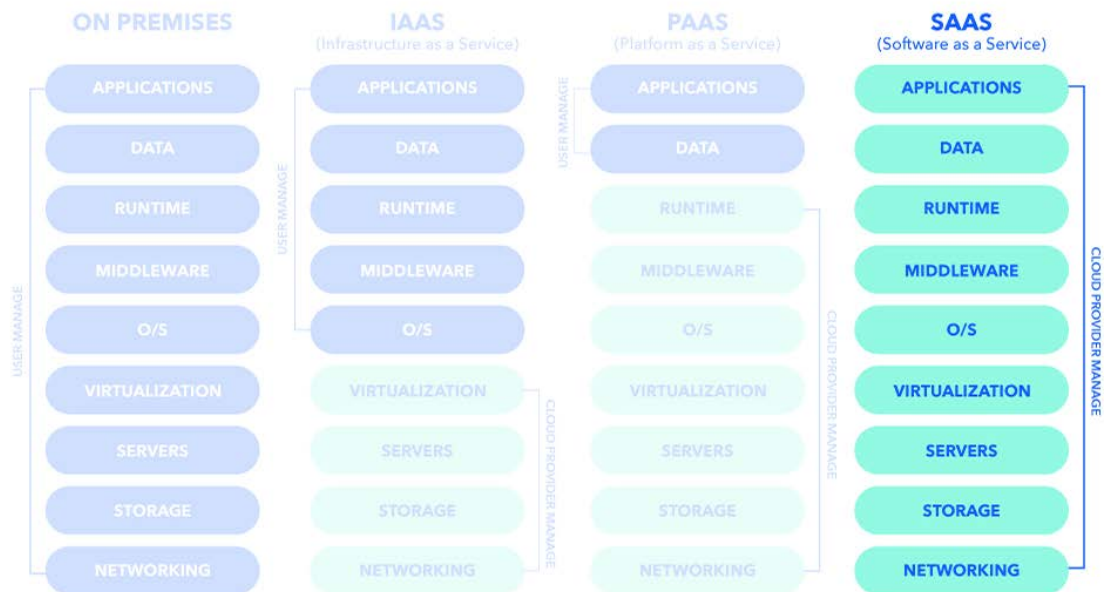 ON PREMISES
IAAS
(Infrastructure as a Service)
PAAS
(Platform as a Service)
SAAS
(Software as a Service)
USER MANAGE
APPLICATIONS
DATA
RUNTIME
MIDDLEWARE
O/S
VIRTUALIZATION
SERVERS
STORAGE
NETWORKING
USER MANAGE
APPLICATIONS
DATA
RUNTIME
MIDDLEWARE
O/S
VIRTUALIZATION
SERVERS
STORAGE
NETWORKING
CLOUD PROVIDER MANAGE
USER MANAGE
APPLICATIONS
DATA
RUNTIME
MIDDLEWARE
O/S
VIRTUALIZATION
SERVERS
STORAGE
NETWORKING
CLOUD PROVIDER MANAGE
APPLICATIONS
DATA
RUNTIME
MIDDLEWARE
O/S
VIRTUALIZATION
SERVERS
STORAGE
NETWORKING
CLOUD PROVIDER MANAGE